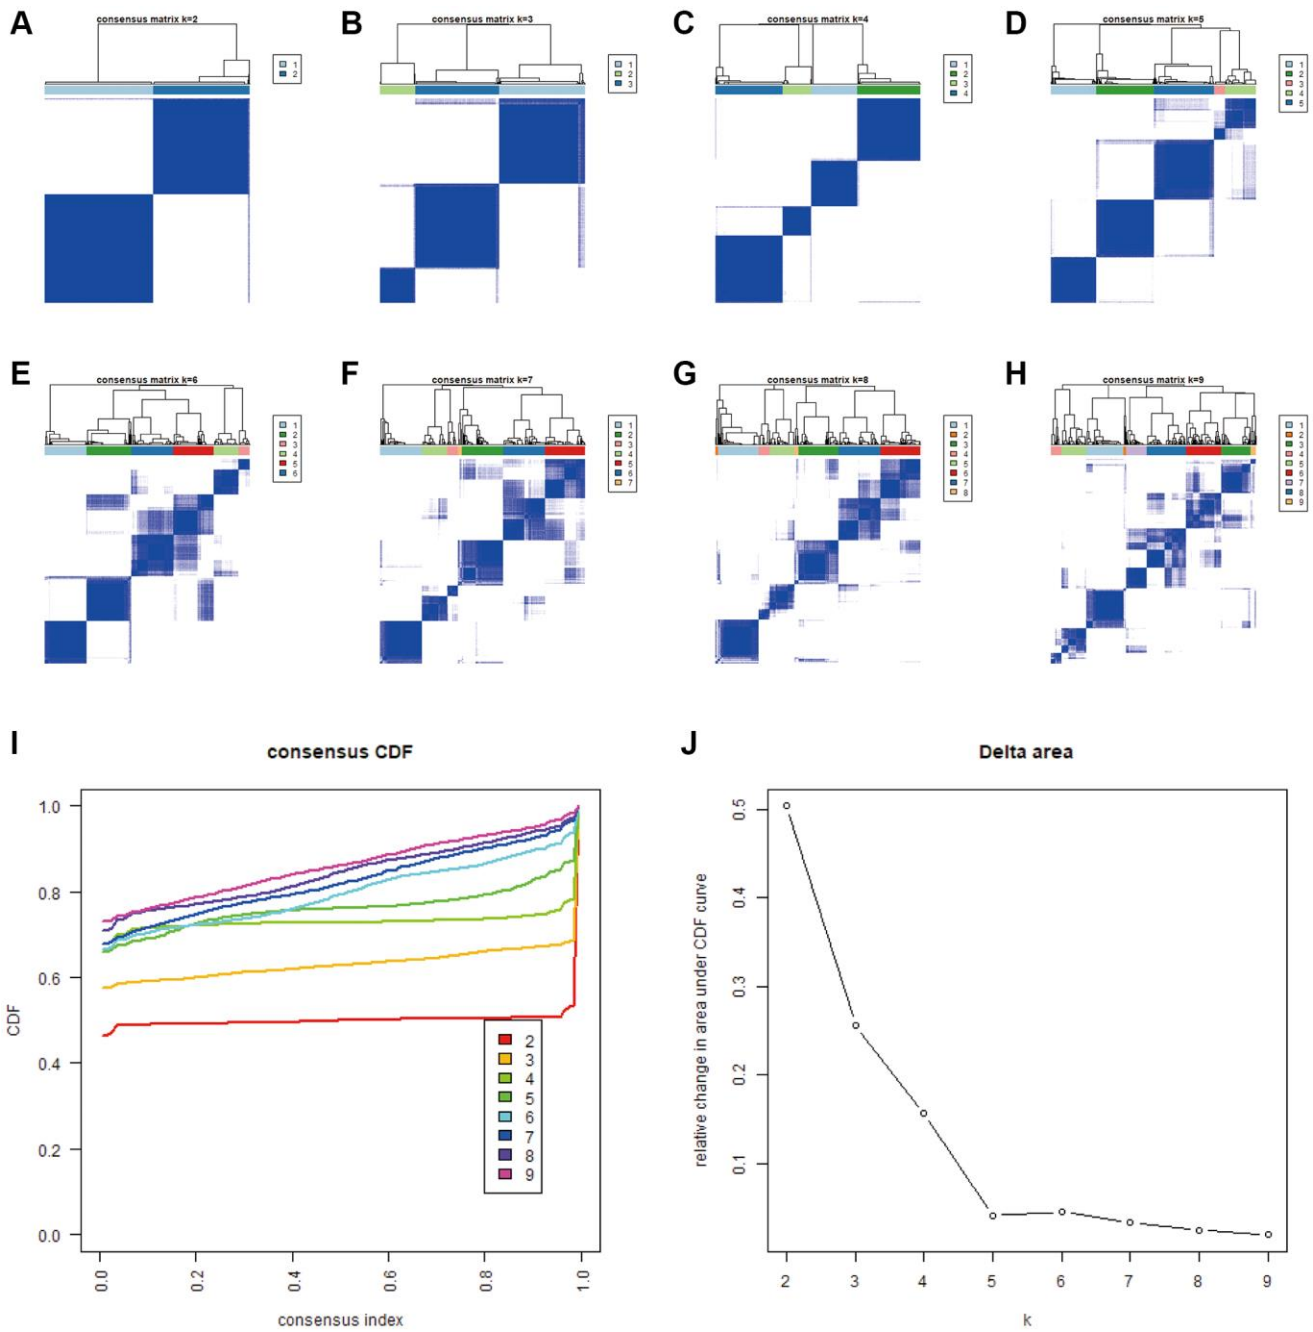 A
consensus matrix k=2
1
2
B
consensus matrix k=3
1
2
3
C
consensus matrix k=4
1
2
3
4
D
consensus matrix k=5
1
2
3
4
5
E
consensus matrix k=6
1
2
3
4
5
6
F
consensus matrix k=7
1
2
3
4
5
6
7
G
consensus matrix k=8
1
2
3
4
5
6
7
8
H
consensus matrix k=9
1
2
3
4
5
6
7
8
9
I
consensus CDF
CDF
1.0
0.8
0.6
0.4
0.2
0.0
2
3
4
5
6
7
8
9
0.0 0.2 0.4 0.6 0.8 1.0
consensus index
J
Delta area
relative change in area under CDF curve
0.5
0.4
0.3
0.2
0.1
2 3 4 5 6 7 8 9
k